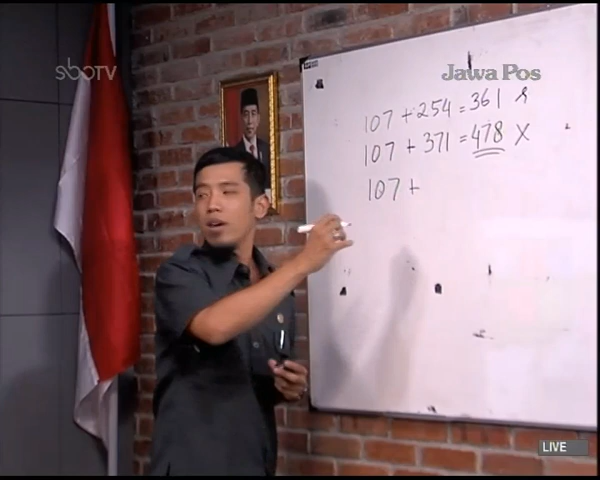 sbOTV
Jawa Pos
107 + 254 = 361
107 + 371 = 478 X
107 +
LIVE